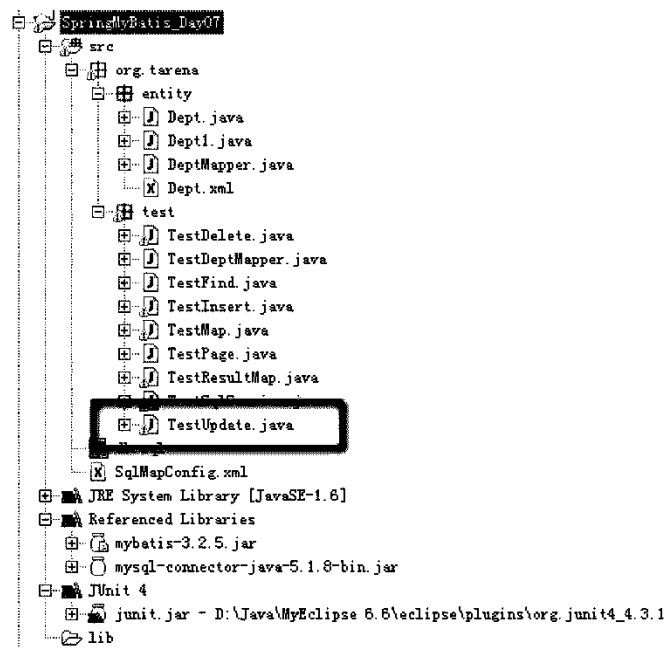 SpringMyBatis_Day07
src
org.tarena
entity
Dept.java
Dept1.java
DeptMapper.java
Dept.xml
test
TestDelete.java
TestDeptMapper.java
TestFind.java
TestInsert.java
TestMap.java
TestPage.java
TestResultMap.java
TestUpdate.java
SqlMapConfig.xml
JRE System Library [JavaSE-1.6]
Referenced Libraries
mybatis-3.2.5.jar
mysql-connector-java-5.1.8-bin.jar
JUnit 4
junit.jar - D:\Java\MyEclipse 6.6\eclipse\plugins\org.junit4_4.3.1
lib